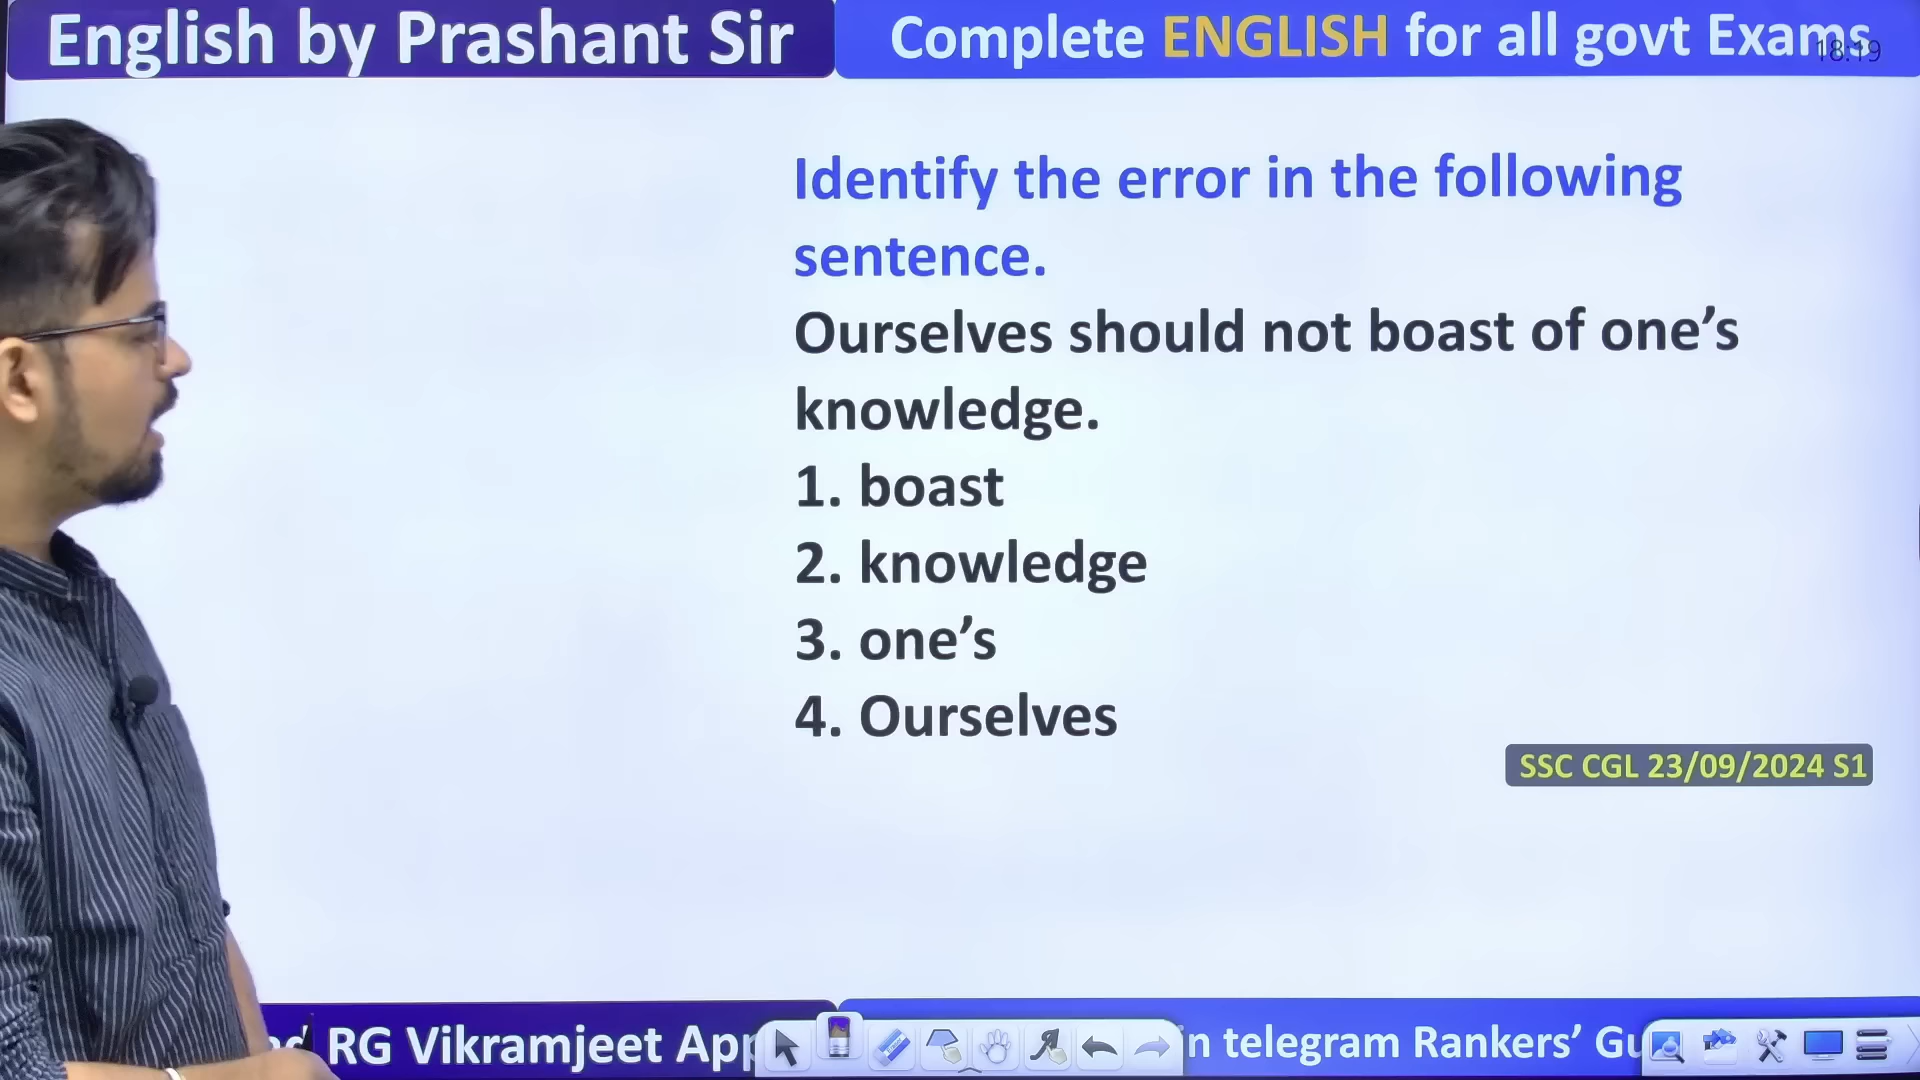 English by Prashant Sir
Complete ENGLISH for all govt Exams
18:19
Identify the error in the following
sentence.
Ourselves should not boast of one’s
knowledge.
1. boast
2. knowledge
3. one’s
4. Ourselves
SSC CGL 23/09/2024 S1
RG Vikramjeet App
in telegram Rankers’ Gu